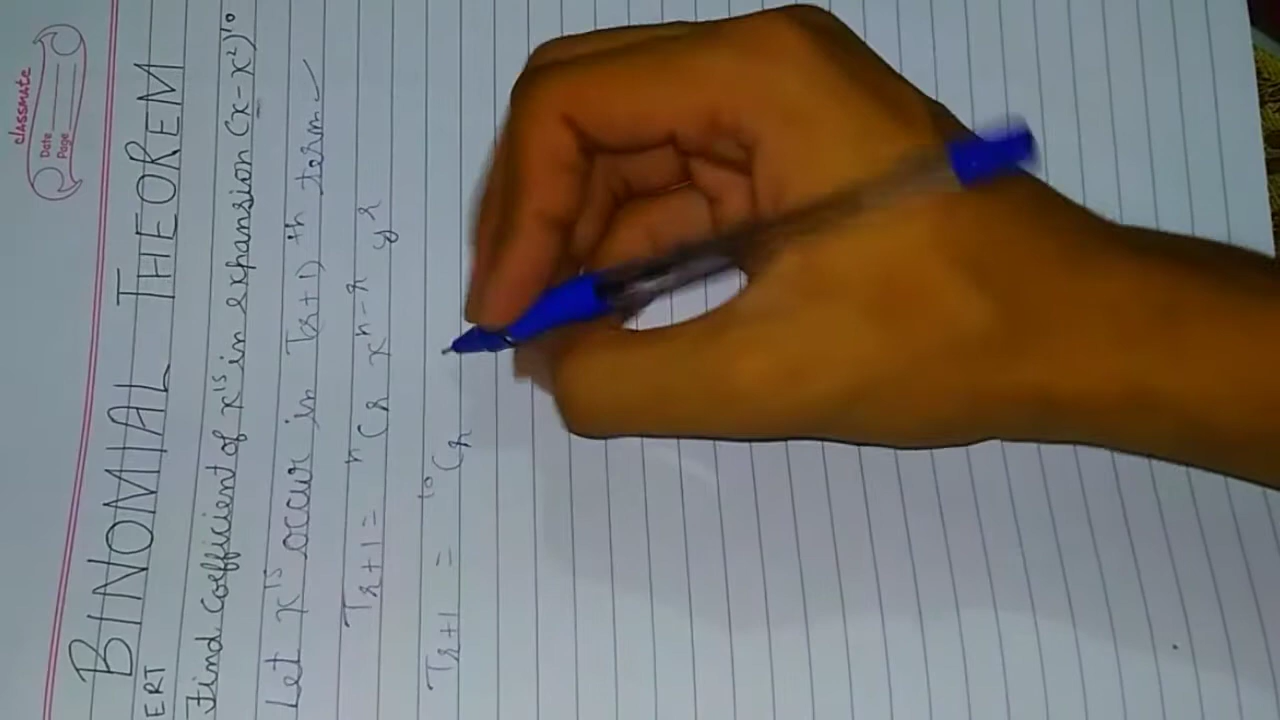 classmate
Date
Page
BINOMIAL THEOREM
ERT
Find coefficient of x¹⁵ in expansion (x-x²)¹⁰
Let x¹⁵ occur in Tr+1)th term
Tr+1 = ⁿCr xⁿ⁻ʳ yʳ
Tr+1 = ¹⁰Cr